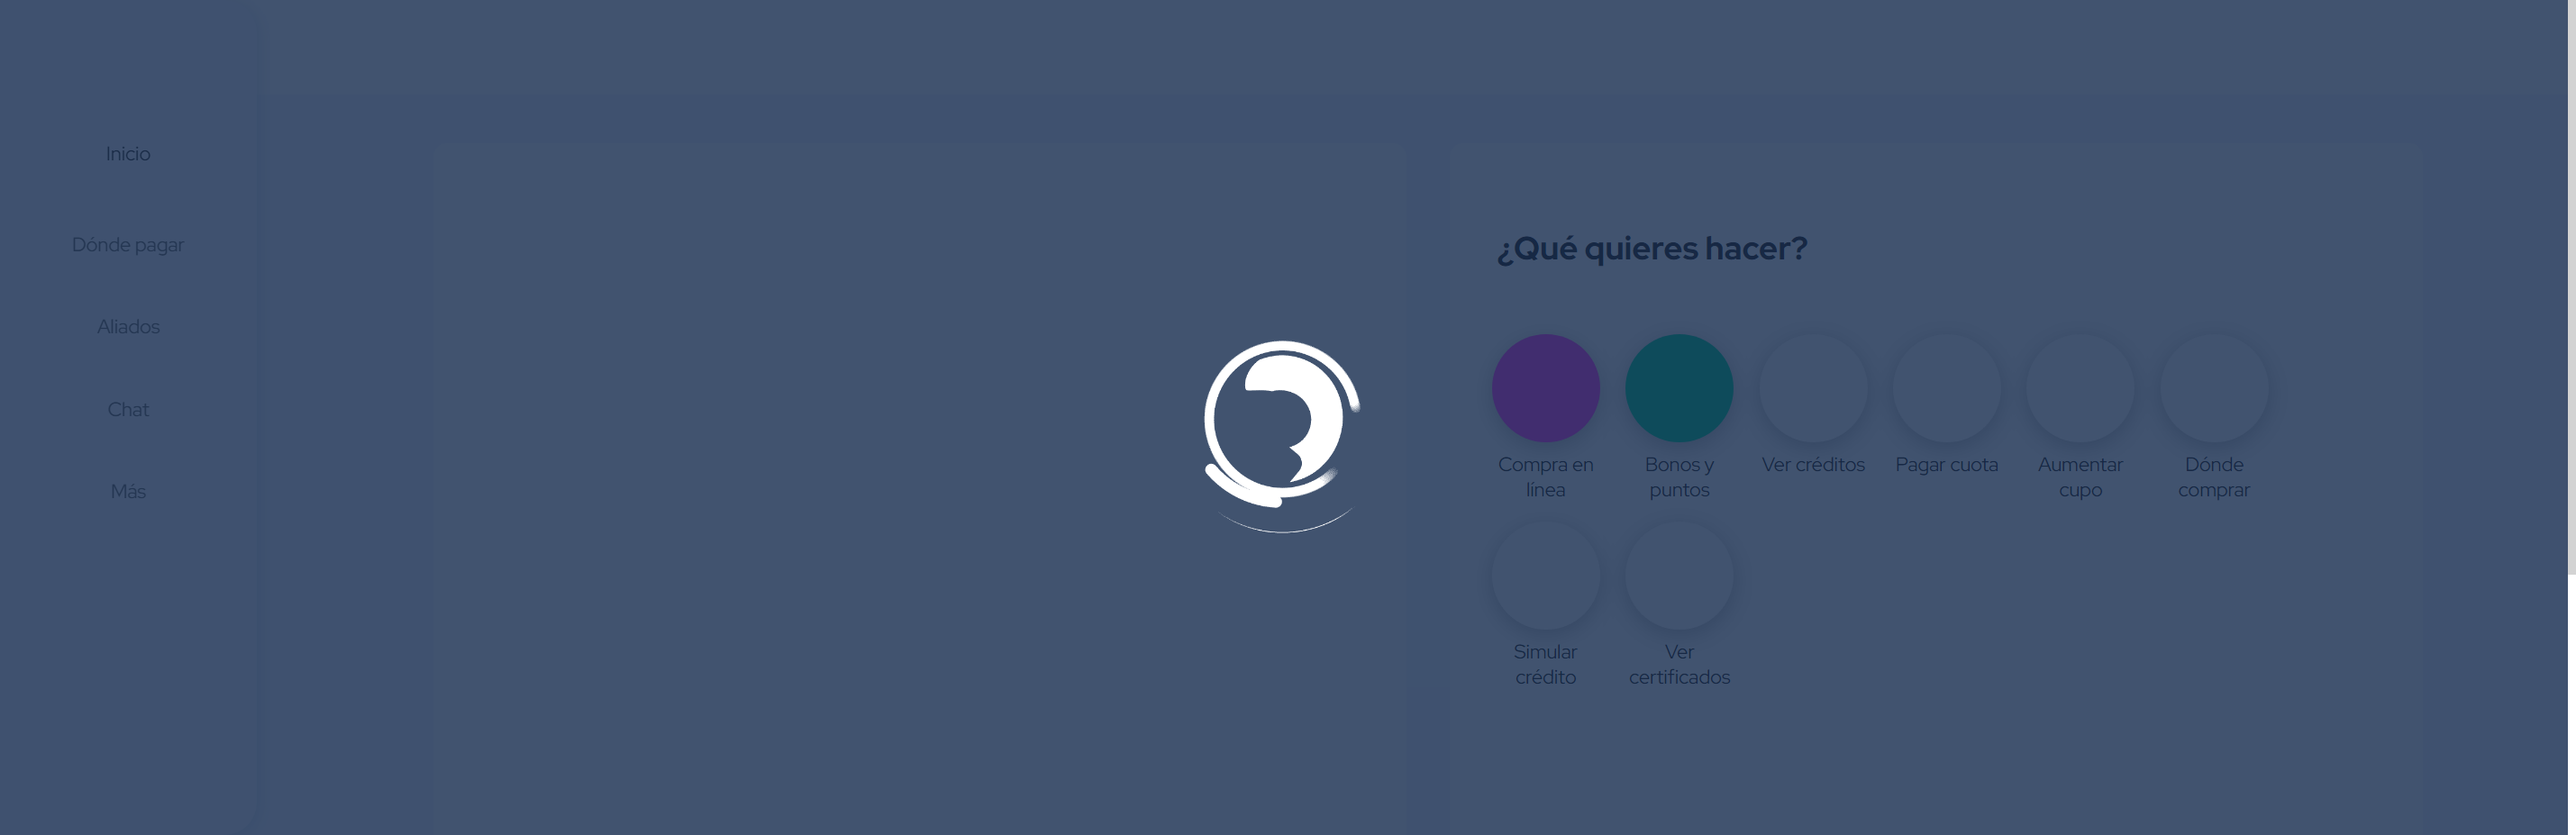 Inicio
Dónde pagar
Aliados
Chat
Más
¿Qué quieres hacer?
Compra en
línea
Bonos y
puntos
Ver créditos
Pagar cuota
Aumentar
cupo
Dónde
comprar
Simular
crédito
Ver
certificados